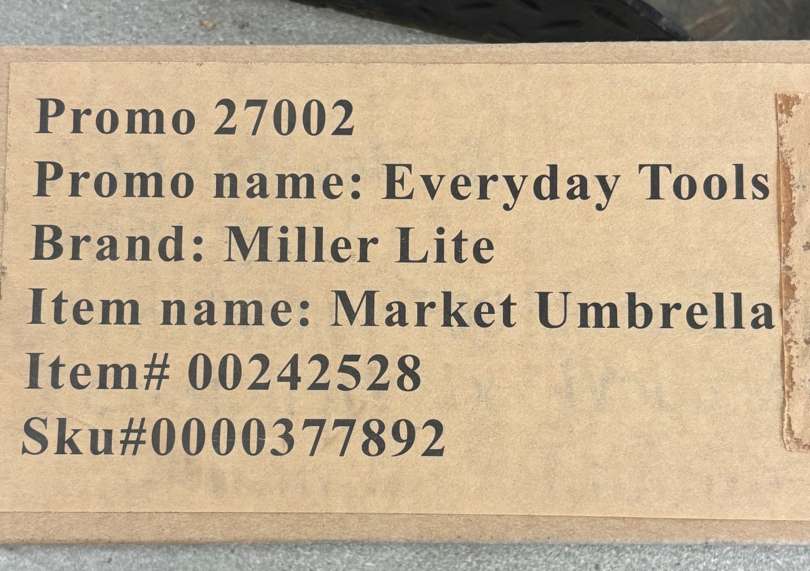 Promo 27002
Promo name: Everyday Tools
Brand: Miller Lite
Item name: Market Umbrella
Item# 00242528
Sku#0000377892